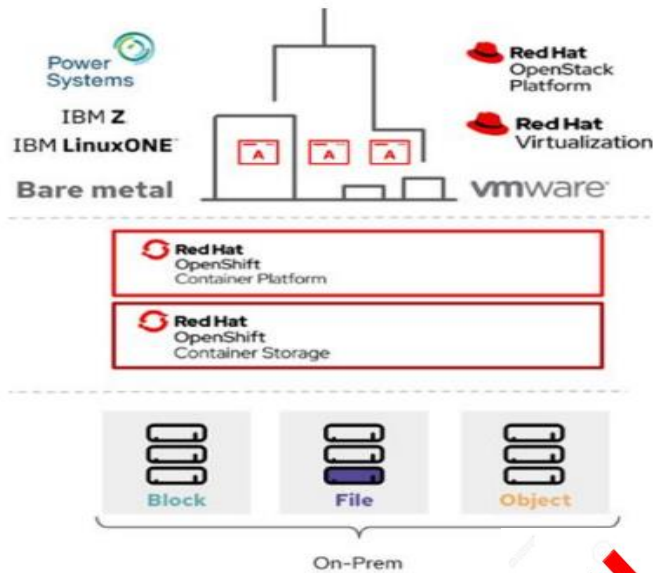 Power
Systems
IBM Z
IBM LinuxONE™
Bare metal
A
A
A
Red Hat
OpenStack
Platform
Red Hat
Virtualization
vmware®
Red Hat
OpenShift
Container Platform
Red Hat
OpenShift
Container Storage
Block
File
Object
On-Prem